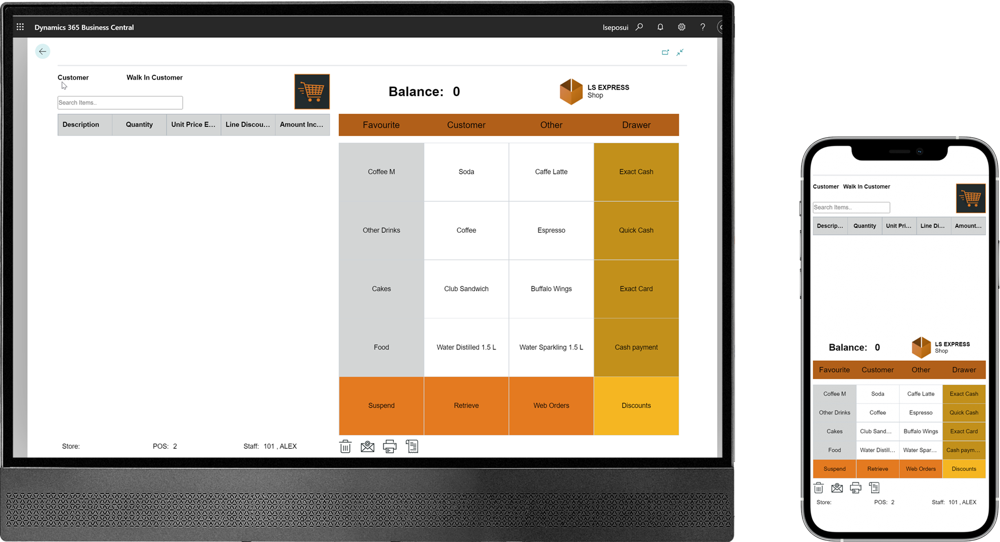 Dynamics 365 Business Central
lseposui
Customer Walk In Customer
Search Items..
Balance: 0
LS EXPRESS
Shop
Description Quantity Unit Price E... Line Discou... Amount Inc...
Favourite Customer Other Drawer
Coffee M Soda Caffe Latte Exact Cash
Other Drinks Coffee Espresso Quick Cash
Cakes Club Sandwich Buffalo Wings Exact Card
Food Water Distilled 1.5 L Water Sparkling 1.5 L Cash payment
Suspend Retrieve Web Orders Discounts
Store: POS: 2 Staff: 101 , ALEX
Customer Walk In Customer
Search Items..
Descrip... Quantity Unit Pri... Line Di... Amount...
Balance: 0
LS EXPRESS
Shop
Favourite Customer Other Drawer
Coffee M Soda Caffe Latte Exact Cash
Other Drinks Coffee Espresso Quick Cash
Cakes Club Sand... Buffalo Wings Exact Card
Food Water Distill... Water Spar... Cash paym...
Suspend Retrieve Web Orders Discounts
Store: POS: 2 Staff: 101 , ALEX